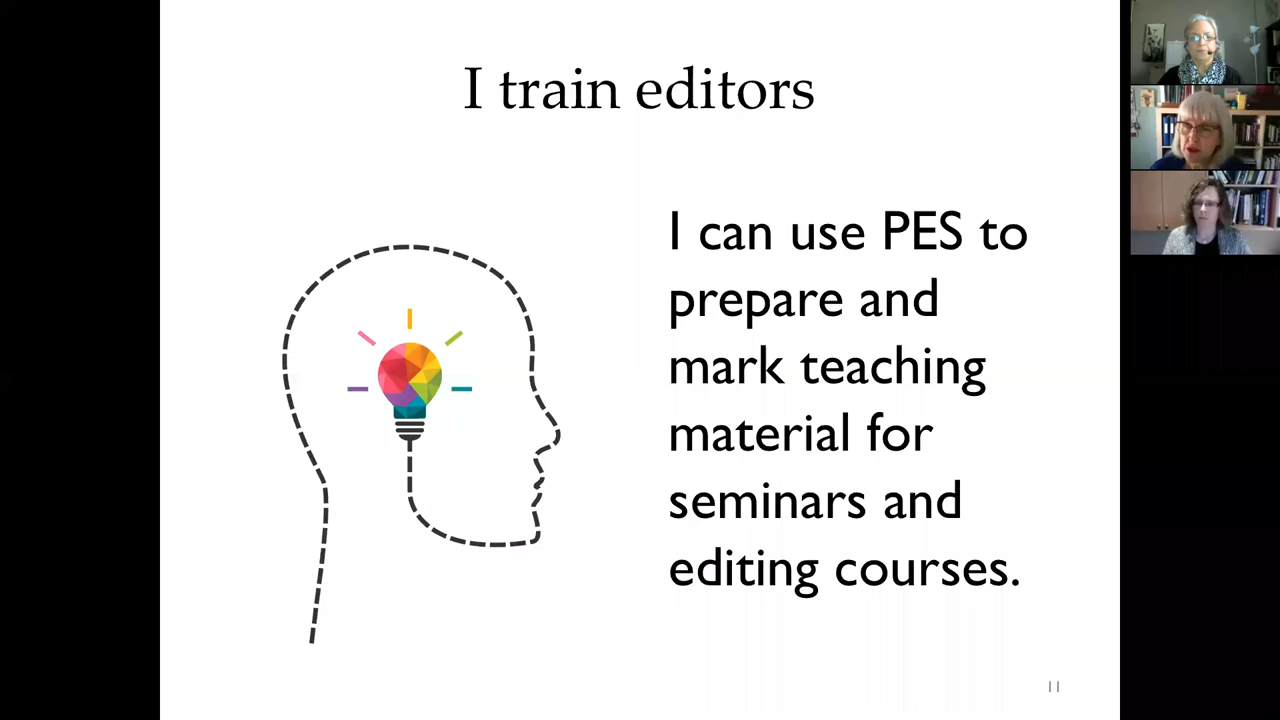 I train editors
I can use PES to
prepare and
mark teaching
material for
seminars and
editing courses.
11